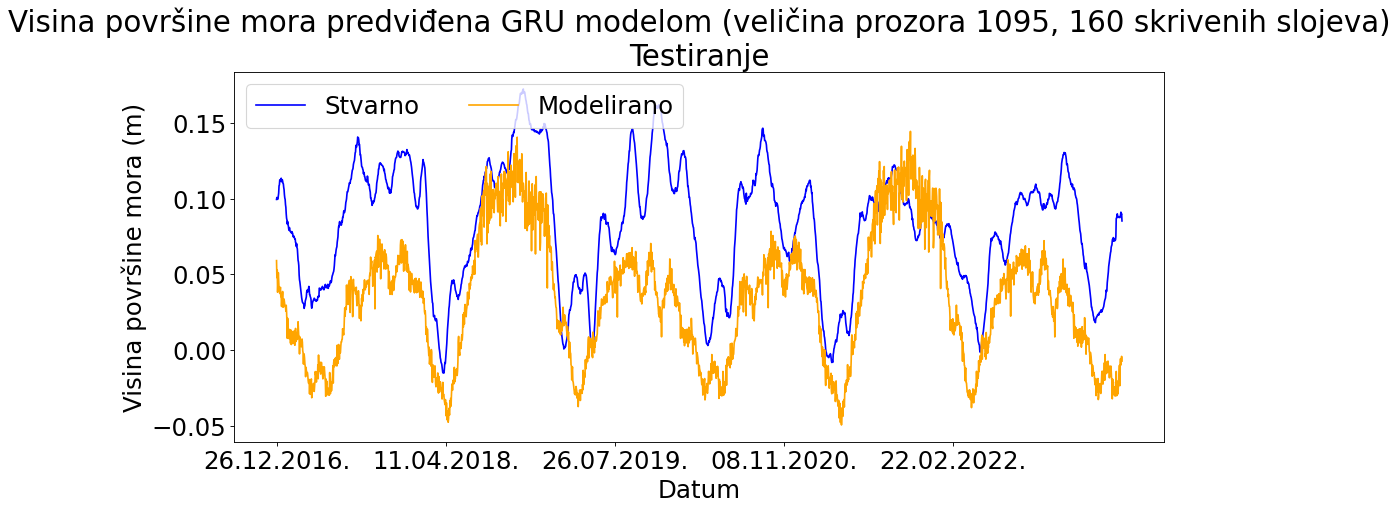 Visina površine mora predviđena GRU modelom (veličina prozora 1095, 160 skrivenih slojeva)
Testiranje
Stvarno
Modelirano
Visina površine mora (m)
0.15
0.10
0.05
0.00
−0.05
26.12.2016.
11.04.2018.
26.07.2019.
08.11.2020.
22.02.2022.
Datum